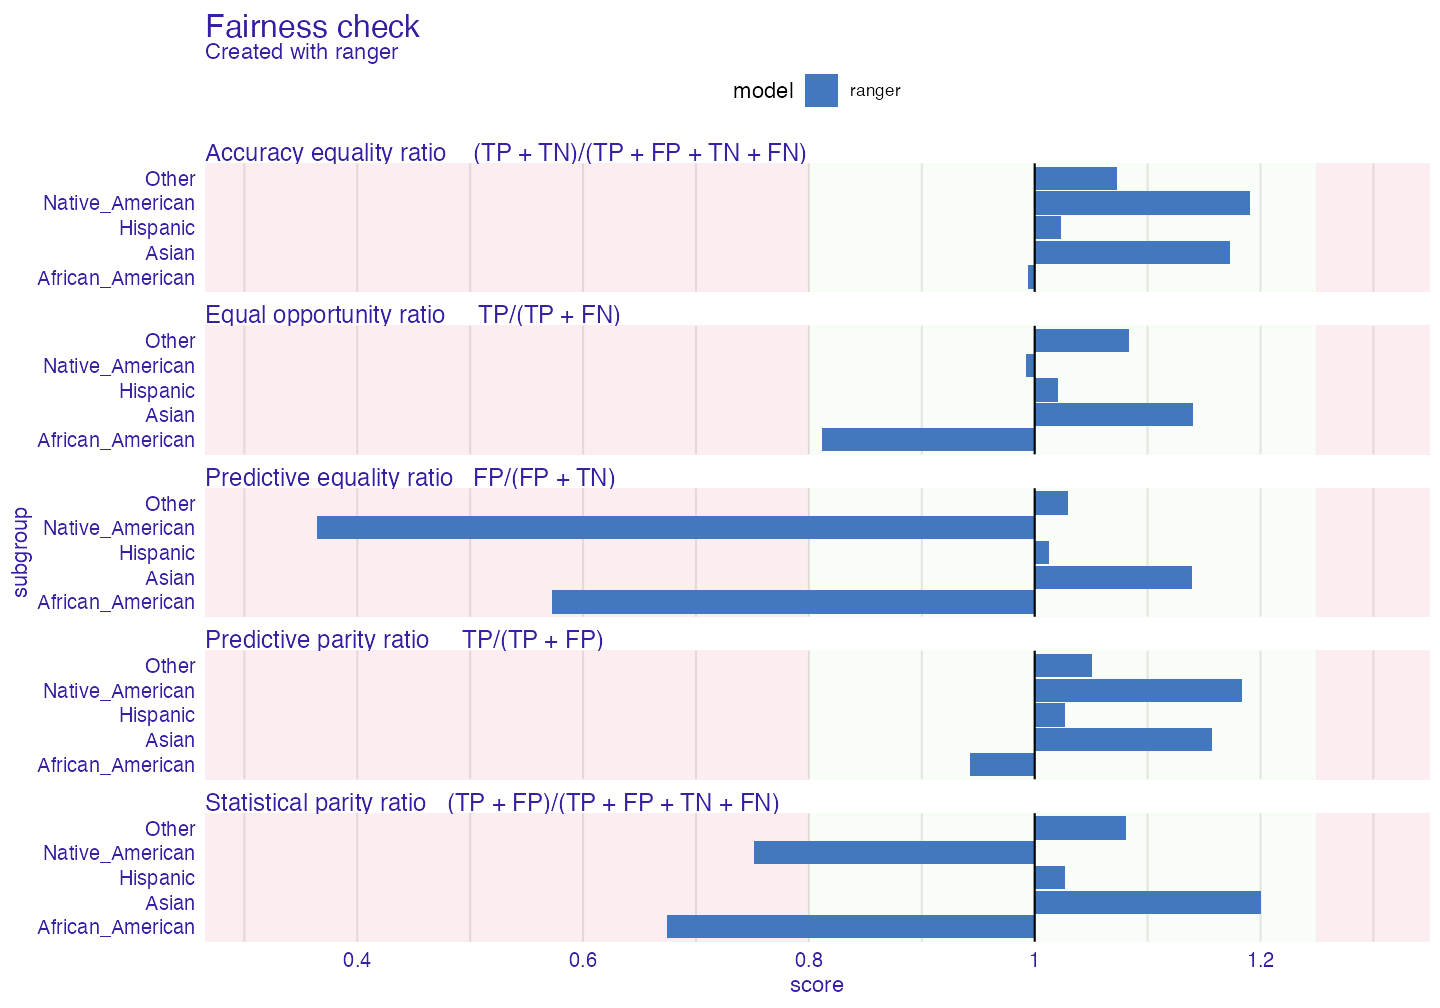 Fairness check
Created with ranger
model ranger
Accuracy equality ratio (TP + TN)/(TP + FP + TN + FN)
Other
Native_American
Hispanic
Asian
African_American
Equal opportunity ratio TP/(TP + FN)
Other
Native_American
Hispanic
Asian
African_American
Predictive equality ratio FP/(FP + TN)
Other
Native_American
Hispanic
Asian
African_American
Predictive parity ratio TP/(TP + FP)
Other
Native_American
Hispanic
Asian
African_American
Statistical parity ratio (TP + FP)/(TP + FP + TN + FN)
Other
Native_American
Hispanic
Asian
African_American
subgroup
0.4 0.6 0.8 1 1.2
score